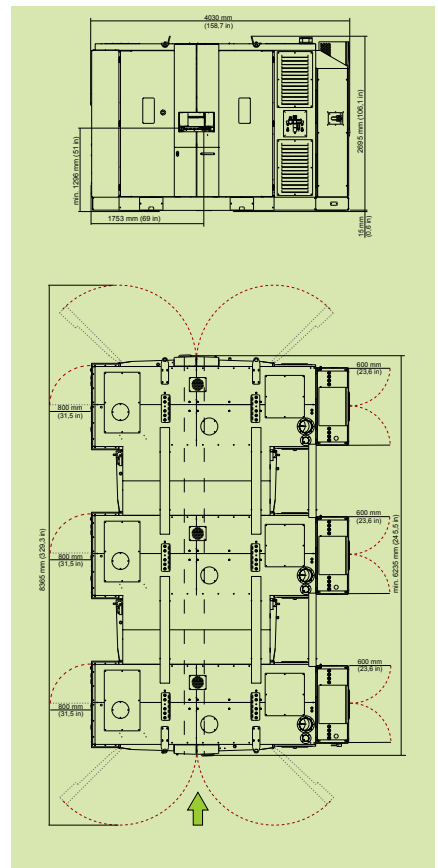 4030 mm
(158,7 in)
min. 1296 mm (51 in)
1753 mm (69 in)
2695 mm (106,1 in)
15 mm
(0,6 in)
8365 mm (329,3 in)
min. 6235 mm (245,5 in)
800 mm
(31,5 in)
600 mm
(23,6 in)
800 mm
(31,5 in)
600 mm
(23,6 in)
800 mm
(31,5 in)
600 mm
(23,6 in)